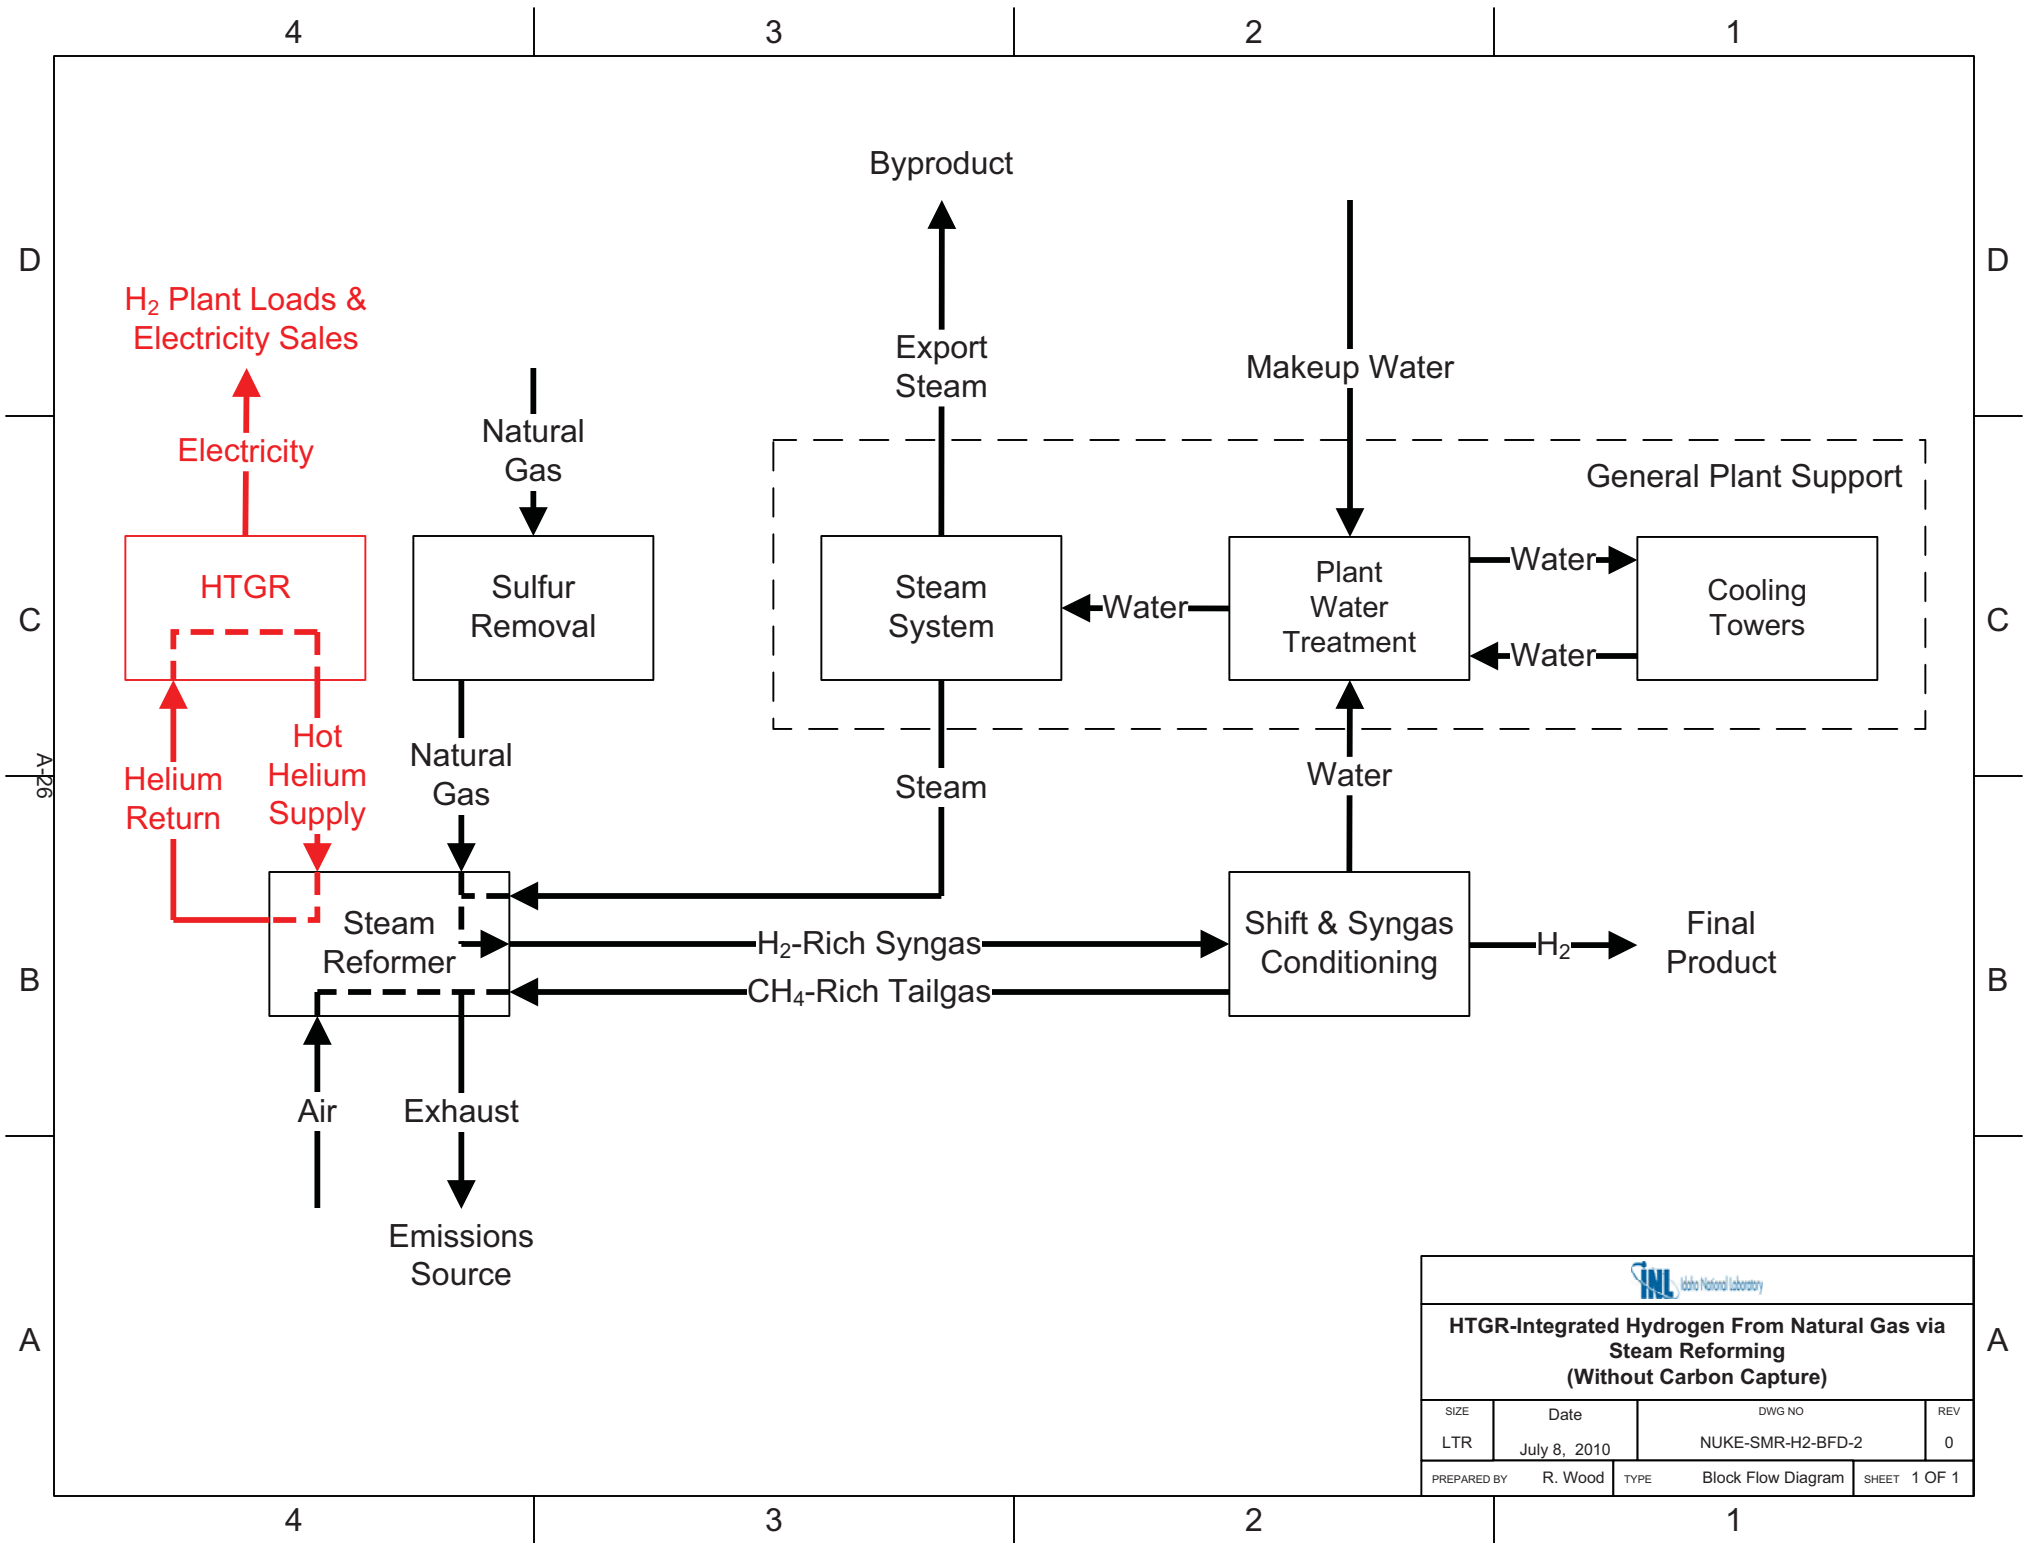 4 3 2 1
Byproduct
D D
H₂ Plant Loads &
Electricity Sales
Export
Steam
Makeup Water
Natural
Gas
Electricity
General Plant Support
HTGR
Sulfur
Removal
Steam
System
Water
Plant
Water
Treatment
Water
Water
Cooling
Towers
C C
Hot
Helium
Supply
Helium
Return
Natural
Gas
Steam
Water
A-26
Steam
Reformer
H₂-Rich Syngas
CH₄-Rich Tailgas
Shift & Syngas
Conditioning
H₂
Final
Product
B B
Air
Exhaust
Emissions
Source
INL Idaho National Laboratory
A A
HTGR-Integrated Hydrogen From Natural Gas via
Steam Reforming
(Without Carbon Capture)
SIZE Date DWG NO REV
LTR July 8, 2010 NUKE-SMR-H2-BFD-2 0
PREPARED BY R. Wood TYPE Block Flow Diagram SHEET 1 OF 1
4 3 2 1